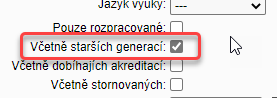 Jazyk výuky: ---
Pouze rozpracované:
Včetně starších generací:
Včetně dobíhajících akreditací:
Včetně stornovaných: